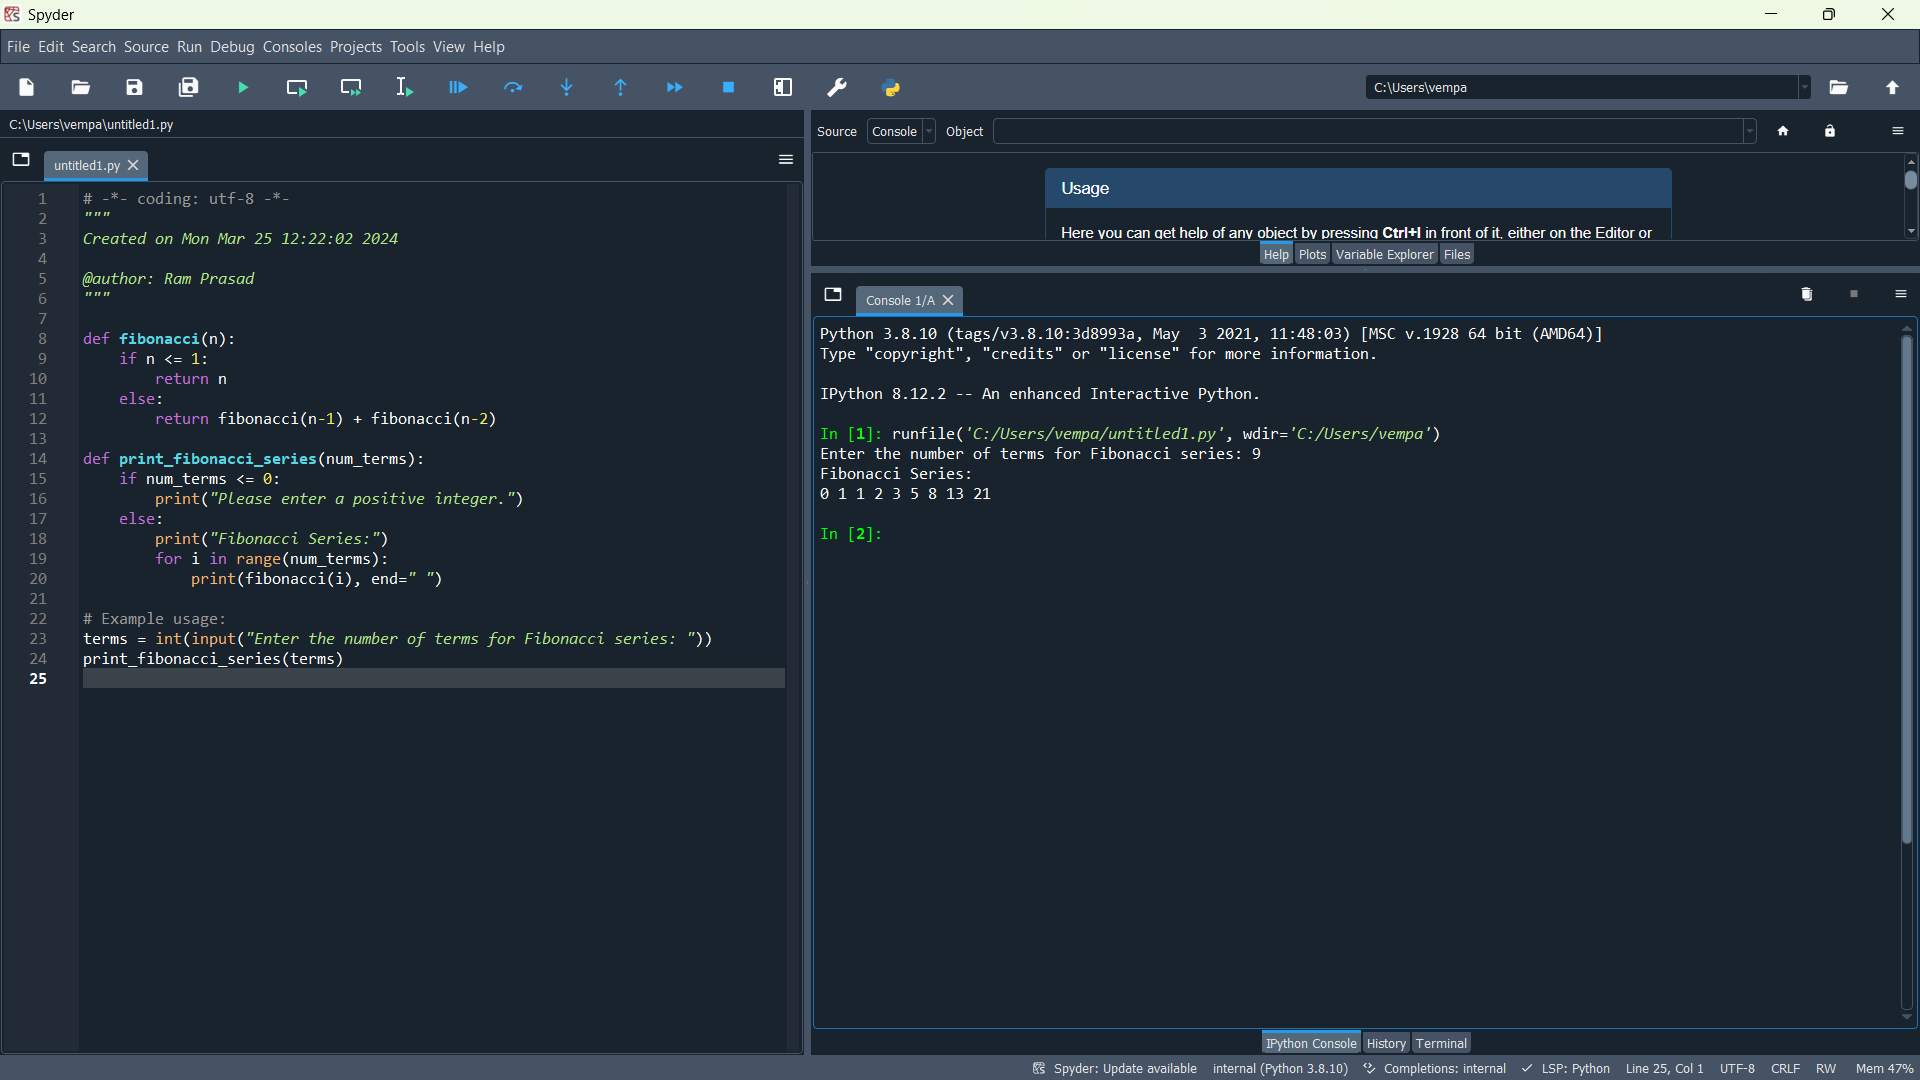 Spyder
File Edit Search Source Run Debug Consoles Projects Tools View Help
C:\Users\vempa
C:\Users\vempa\untitled1.py
untitled1.py
1 # -*- coding: utf-8 -*-
2 """
3 Created on Mon Mar 25 12:22:02 2024
4
5 @author: Ram Prasad
6 """
7
8 def fibonacci(n):
9     if n <= 1:
10         return n
11     else:
12         return fibonacci(n-1) + fibonacci(n-2)
13
14 def print_fibonacci_series(num_terms):
15     if num_terms <= 0:
16         print("Please enter a positive integer.")
17     else:
18         print("Fibonacci Series:")
19         for i in range(num_terms):
20             print(fibonacci(i), end=" ")
21
22 # Example usage:
23 terms = int(input("Enter the number of terms for Fibonacci series: "))
24 print_fibonacci_series(terms)
25
Source Console Object
Usage
Here you can get help of any object by pressing Ctrl+I in front of it, either on the Editor or
Help Plots Variable Explorer Files
Console 1/A
Python 3.8.10 (tags/v3.8.10:3d8993a, May  3 2021, 11:48:03) [MSC v.1928 64 bit (AMD64)]
Type "copyright", "credits" or "license" for more information.
IPython 8.12.2 -- An enhanced Interactive Python.
In [1]: runfile('C:/Users/vempa/untitled1.py', wdir='C:/Users/vempa')
Enter the number of terms for Fibonacci series: 9
Fibonacci Series:
0 1 1 2 3 5 8 13 21
In [2]:
IPython Console History Terminal
Spyder: Update available internal (Python 3.8.10) Completions: internal LSP: Python Line 25, Col 1 UTF-8 CRLF RW Mem 47%